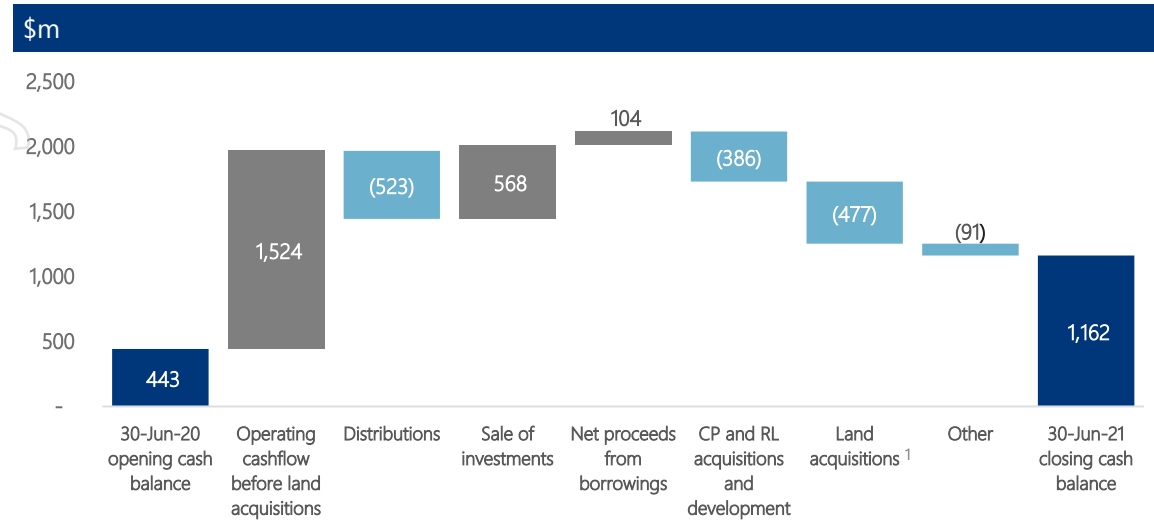 $m
2,500
2,000
1,500
1,000
500
-
443
1,524
(523)
568
104
(386)
(477)
(91)
1,162
30-Jun-20
opening cash
balance
Operating
cashflow
before land
acquisitions
Distributions
Sale of
investments
Net proceeds
from
borrowings
CP and RL
acquisitions
and
development
Land
acquisitions 1
Other
30-Jun-21
closing cash
balance